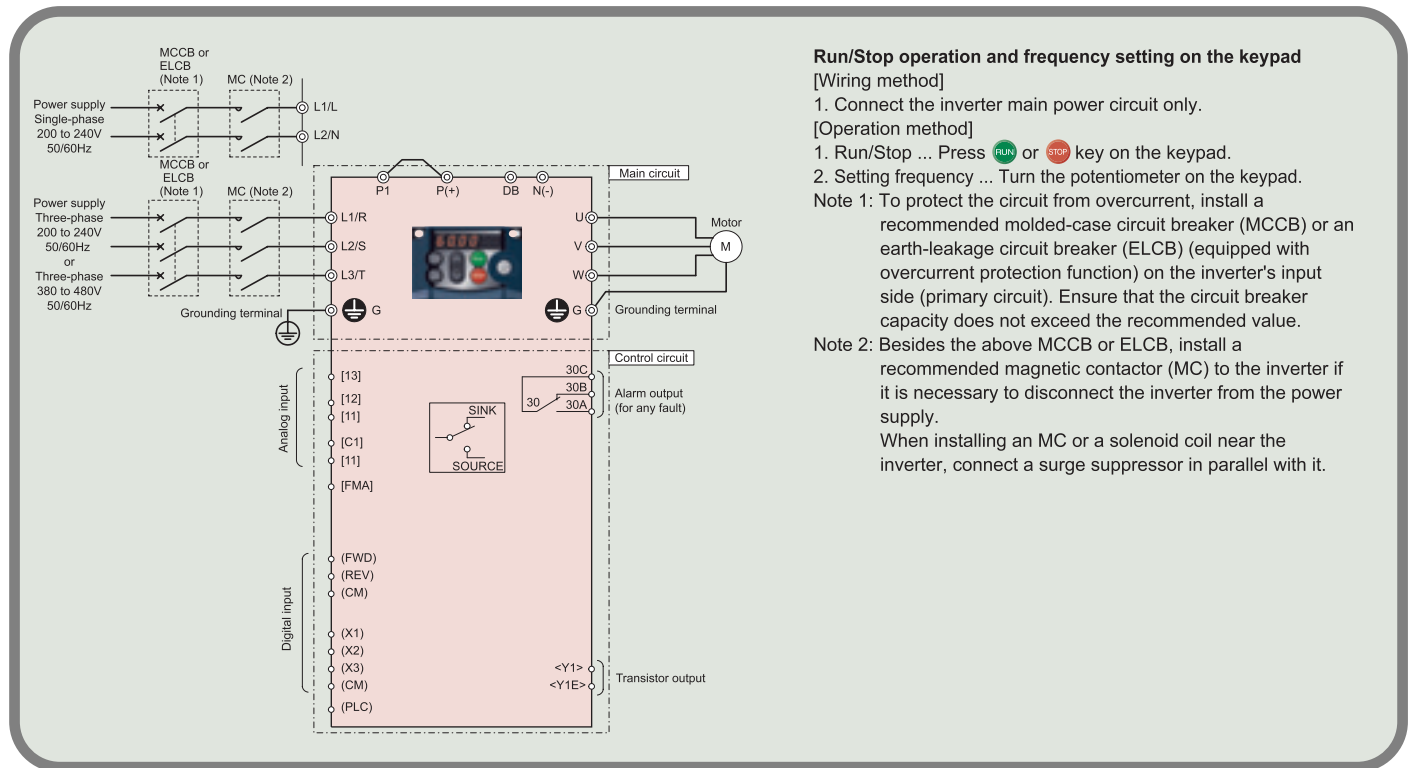 MCCB or
ELCB
(Note 1)
MC (Note 2)
Power supply
Single-phase
200 to 240V
50/60Hz
L1/L
L2/N
MCCB or
ELCB
(Note 1)
MC (Note 2)
Power supply
Three-phase
200 to 240V
50/60Hz
or
Three-phase
380 to 480V
50/60Hz
Grounding terminal
Main circuit
P1
P(+)
DB
N(-)
L1/R
L2/S
L3/T
G
60.00
U
V
W
G
Motor
M
Grounding terminal
Control circuit
Analog input
[13]
[12]
[11]
[C1]
[11]
[FMA]
SINK
SOURCE
30C
30B
30
30A
Alarm output
(for any fault)
Digital input
(FWD)
(REV)
(CM)
(X1)
(X2)
(X3)
(CM)
(PLC)
<Y1>
<Y1E>
Transistor output
Run/Stop operation and frequency setting on the keypad
[Wiring method]
1. Connect the inverter main power circuit only.
[Operation method]
1. Run/Stop ... Press RUN or STOP key on the keypad.
2. Setting frequency ... Turn the potentiometer on the keypad.
Note 1: To protect the circuit from overcurrent, install a
recommended molded-case circuit breaker (MCCB) or an
earth-leakage circuit breaker (ELCB) (equipped with
overcurrent protection function) on the inverter's input
side (primary circuit). Ensure that the circuit breaker
capacity does not exceed the recommended value.
Note 2: Besides the above MCCB or ELCB, install a
recommended magnetic contactor (MC) to the inverter if
it is necessary to disconnect the inverter from the power
supply.
When installing an MC or a solenoid coil near the
inverter, connect a surge suppressor in parallel with it.